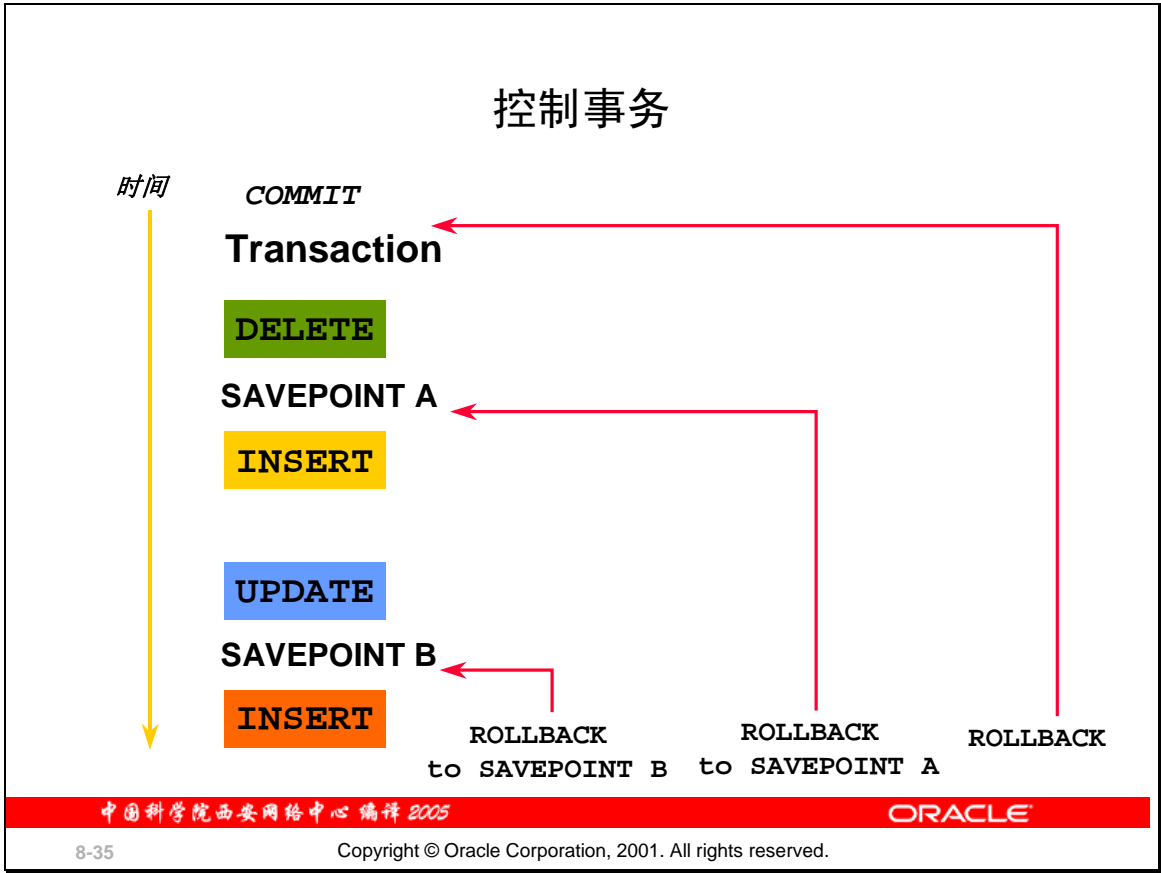 控制事务
时间
COMMIT
Transaction
DELETE
SAVEPOINT A
INSERT
UPDATE
SAVEPOINT B
INSERT
ROLLBACK
to SAVEPOINT B
ROLLBACK
to SAVEPOINT A
ROLLBACK
中国科学院西安网络中心 编译 2005
ORACLE
8-35
Copyright © Oracle Corporation, 2001. All rights reserved.